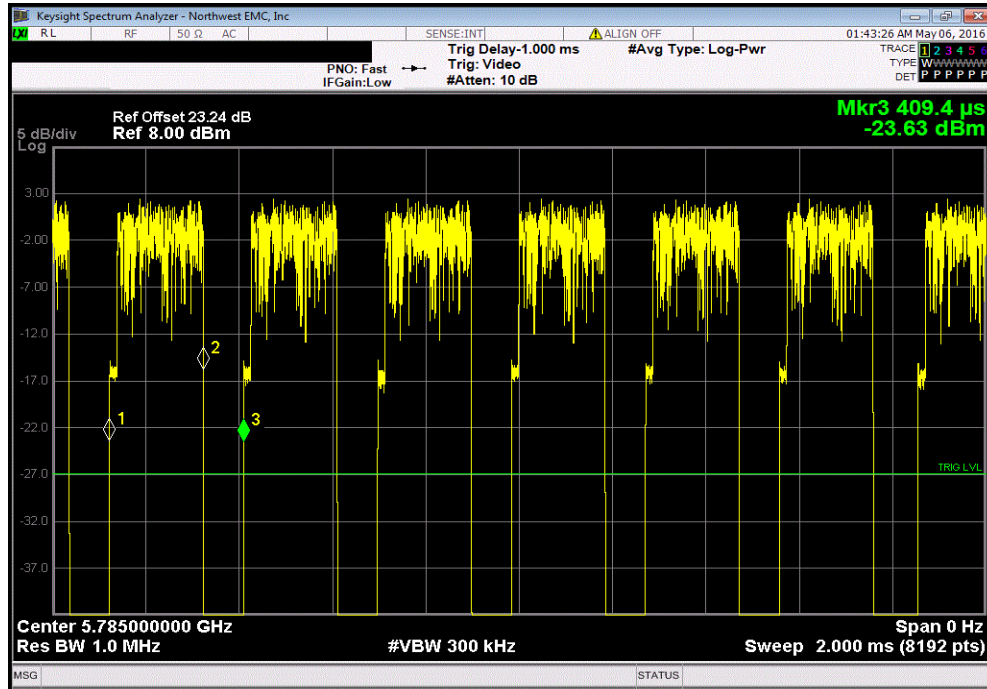 Keysight Spectrum Analyzer - Northwest EMC, Inc
LXI RL RF 50 Ω AC SENSE:INT ALIGN OFF 01:43:26 AM May 06, 2016
PNO: Fast
IFGain:Low
Trig Delay-1.000 ms
Trig: Video
#Atten: 10 dB
#Avg Type: Log-Pwr
TRACE 1 2 3 4 5 6
TYPE W W W W W W
DET P P P P P P
Mkr3 409.4 µs
-23.63 dBm
Ref Offset 23.24 dB
5 dB/div Ref 8.00 dBm
Log
3.00
-2.00
-7.00
-12.0
2
-17.0
1
3
-22.0
-27.0
TRIG LVL
-32.0
-37.0
Center 5.785000000 GHz Span 0 Hz
Res BW 1.0 MHz #VBW 300 kHz Sweep 2.000 ms (8192 pts)
MSG STATUS